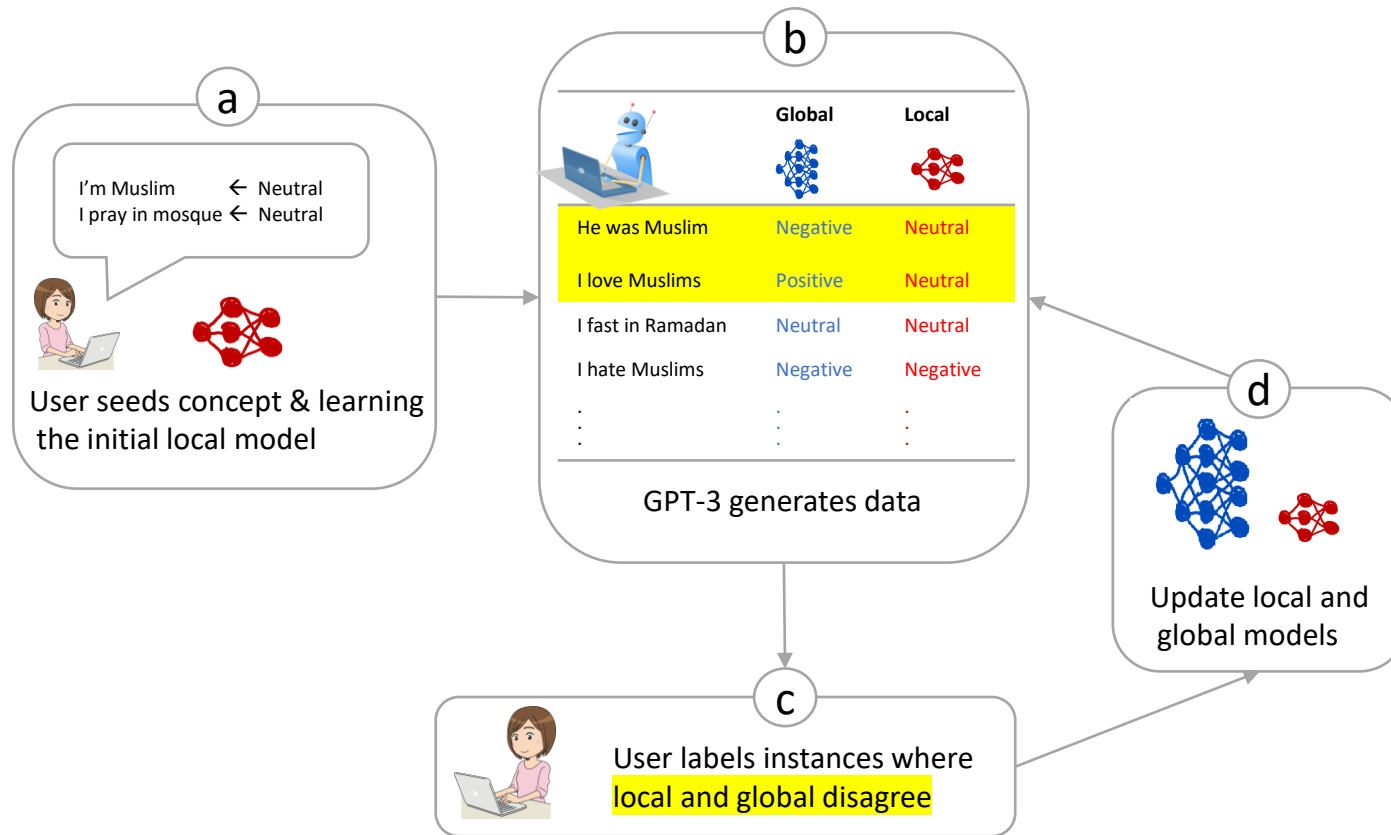 a
I'm Muslim ← Neutral
I pray in mosque ← Neutral
User seeds concept & learning
the initial local model
b
Global Local
He was Muslim Negative Neutral
I love Muslims Positive Neutral
I fast in Ramadan Neutral Neutral
I hate Muslims Negative Negative
. . .
. . .
. . .
GPT-3 generates data
c
User labels instances where
local and global disagree
d
Update local and
global models